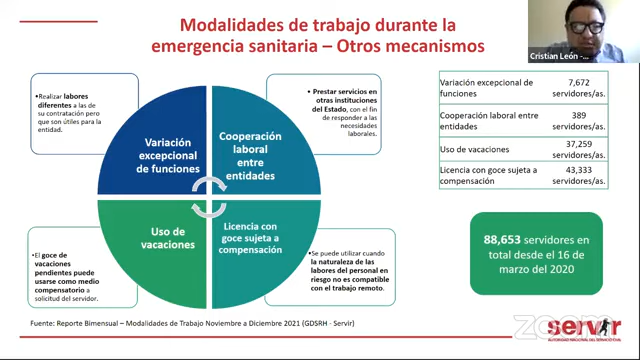 Modalidades de trabajo durante la
emergencia sanitaria – Otros mecanismos
Cristian León -
•Realizar labores
diferentes a las de
su contratación pero
que son útiles para la
entidad.
• Prestar servicios en
otras instituciones
del Estado, con el fin
de responder a las
necesidades
laborales.
Variación
excepcional
de funciones
Cooperación
laboral
entre
entidades
Uso de
vacaciones
Licencia con
goce sujeta a
compensación
•El goce de
vacaciones
pendientes puede
usarse como medio
compensatorio a
solicitud del servidor.
•Se puede utilizar cuando
la naturaleza de las
labores del personal en
riesgo no es compatible
con el trabajo remoto.
Variación excepcional de
funciones
7,672
servidores/as.
Cooperación laboral entre
entidades
389
servidores/as.
Uso de vacaciones
37,259
servidores/as.
Licencia con goce sujeta a
compensación
43,333
servidores/as.
88,653 servidores en
total desde el 16 de
marzo del 2020
Fuente: Reporte Bimensual – Modalidades de Trabajo Noviembre a Diciembre 2021 (GDSRH - Servir)
servir
AUTORIDAD NACIONAL DEL SERVICIO CIVIL
zoom